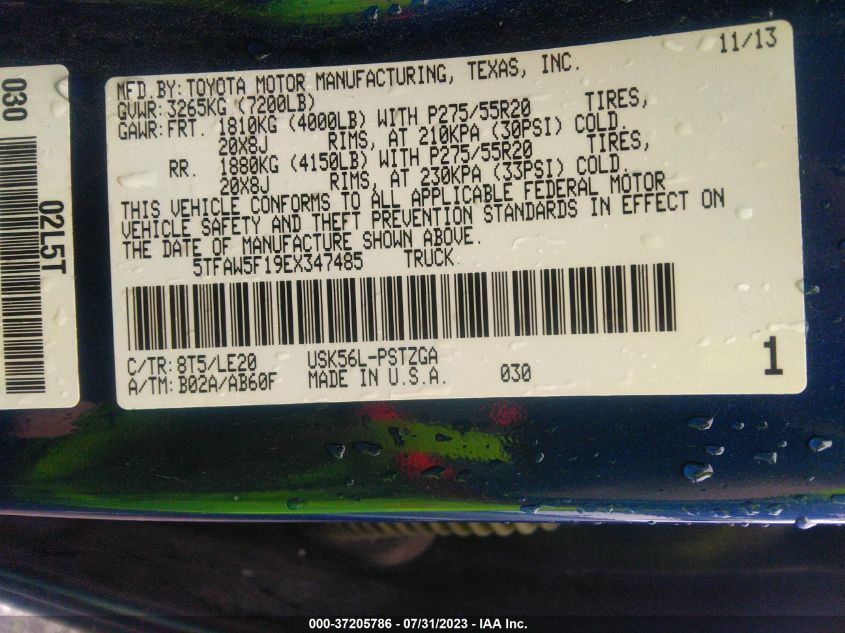 030
02L5T
11/13
MFD.BY:TOYOTA MOTOR MANUFACTURING, TEXAS, INC.
GVWR:3265KG (7200LB)
GAWR:FRT. 1810KG (4000LB) WITH P275/55R20 TIRES,
20X8J RIMS, AT 210KPA (30PSI) COLD,
RR. 1880KG (4150LB) WITH P275/55R20 TIRES,
20X8J RIMS, AT 230KPA (33PSI) COLD
THIS VEHICLE CONFORMS TO ALL APPLICABLE FEDERAL MOTOR
VEHICLE SAFETY AND THEFT PREVENTION STANDARDS IN EFFECT ON
THE DATE OF MANUFACTURE SHOWN ABOVE.
5TFAW5F19EX347485 TRUCK
C/TR:8T5/LE20 USK56L-PSTZGA
A/TM:B02A/AB60F MADE IN U.S.A. 030
1
000-37205786 - 07/31/2023 - IAA Inc.